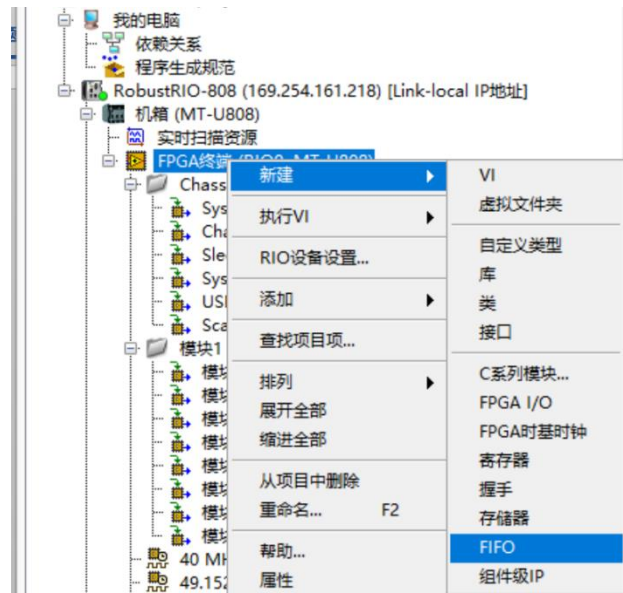 我的电脑
依赖关系
程序生成规范
RobustRIO-808 (169.254.161.218) [Link-local IP地址]
机箱 (MT-U808)
实时扫描资源
FPGA终端 (RIO0, MT-U808)
Chass
Sys
Cha
Slee
Sys
USI
Sca
模块1
模块
模块
模块
模块
模块
模块
模块
模块
40 MH
49.152
新建
执行VI
RIO设备设置...
添加
查找项目项...
排列
展开全部
缩进全部
从项目中删除
重命名... F2
帮助...
属性
VI
虚拟文件夹
自定义类型
库
类
接口
C系列模块...
FPGA I/O
FPGA时基时钟
寄存器
握手
存储器
FIFO
组件级IP